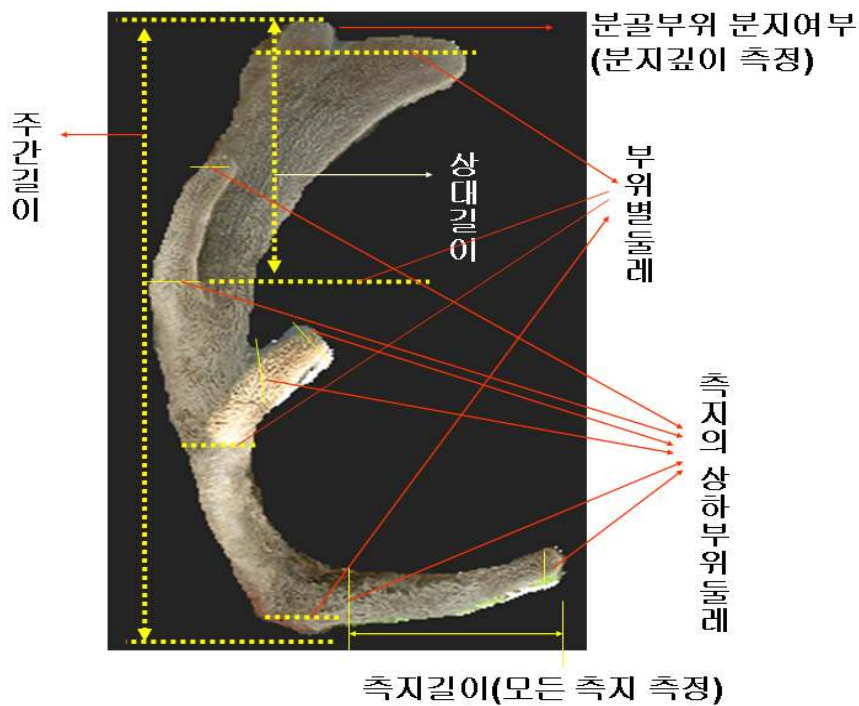 분골부위 분지여부
(분지깊이 측정)
주간길이
상대길이
부위별둘레
측지의 상하부위둘레
측지길이(모든 측지 측정)